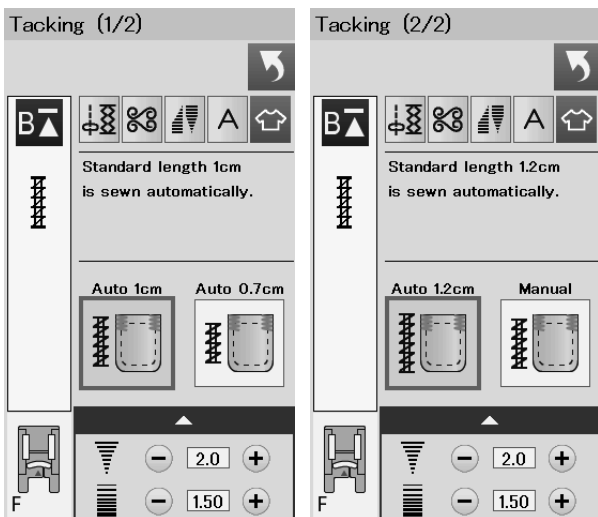 Tacking (1/2)
B
A
Standard length 1cm
is sewn automatically.
Auto 1cm Auto 0.7cm
F
2.0
1.50
Tacking (2/2)
B
A
Standard length 1.2cm
is sewn automatically.
Auto 1.2cm Manual
F
2.0
1.50